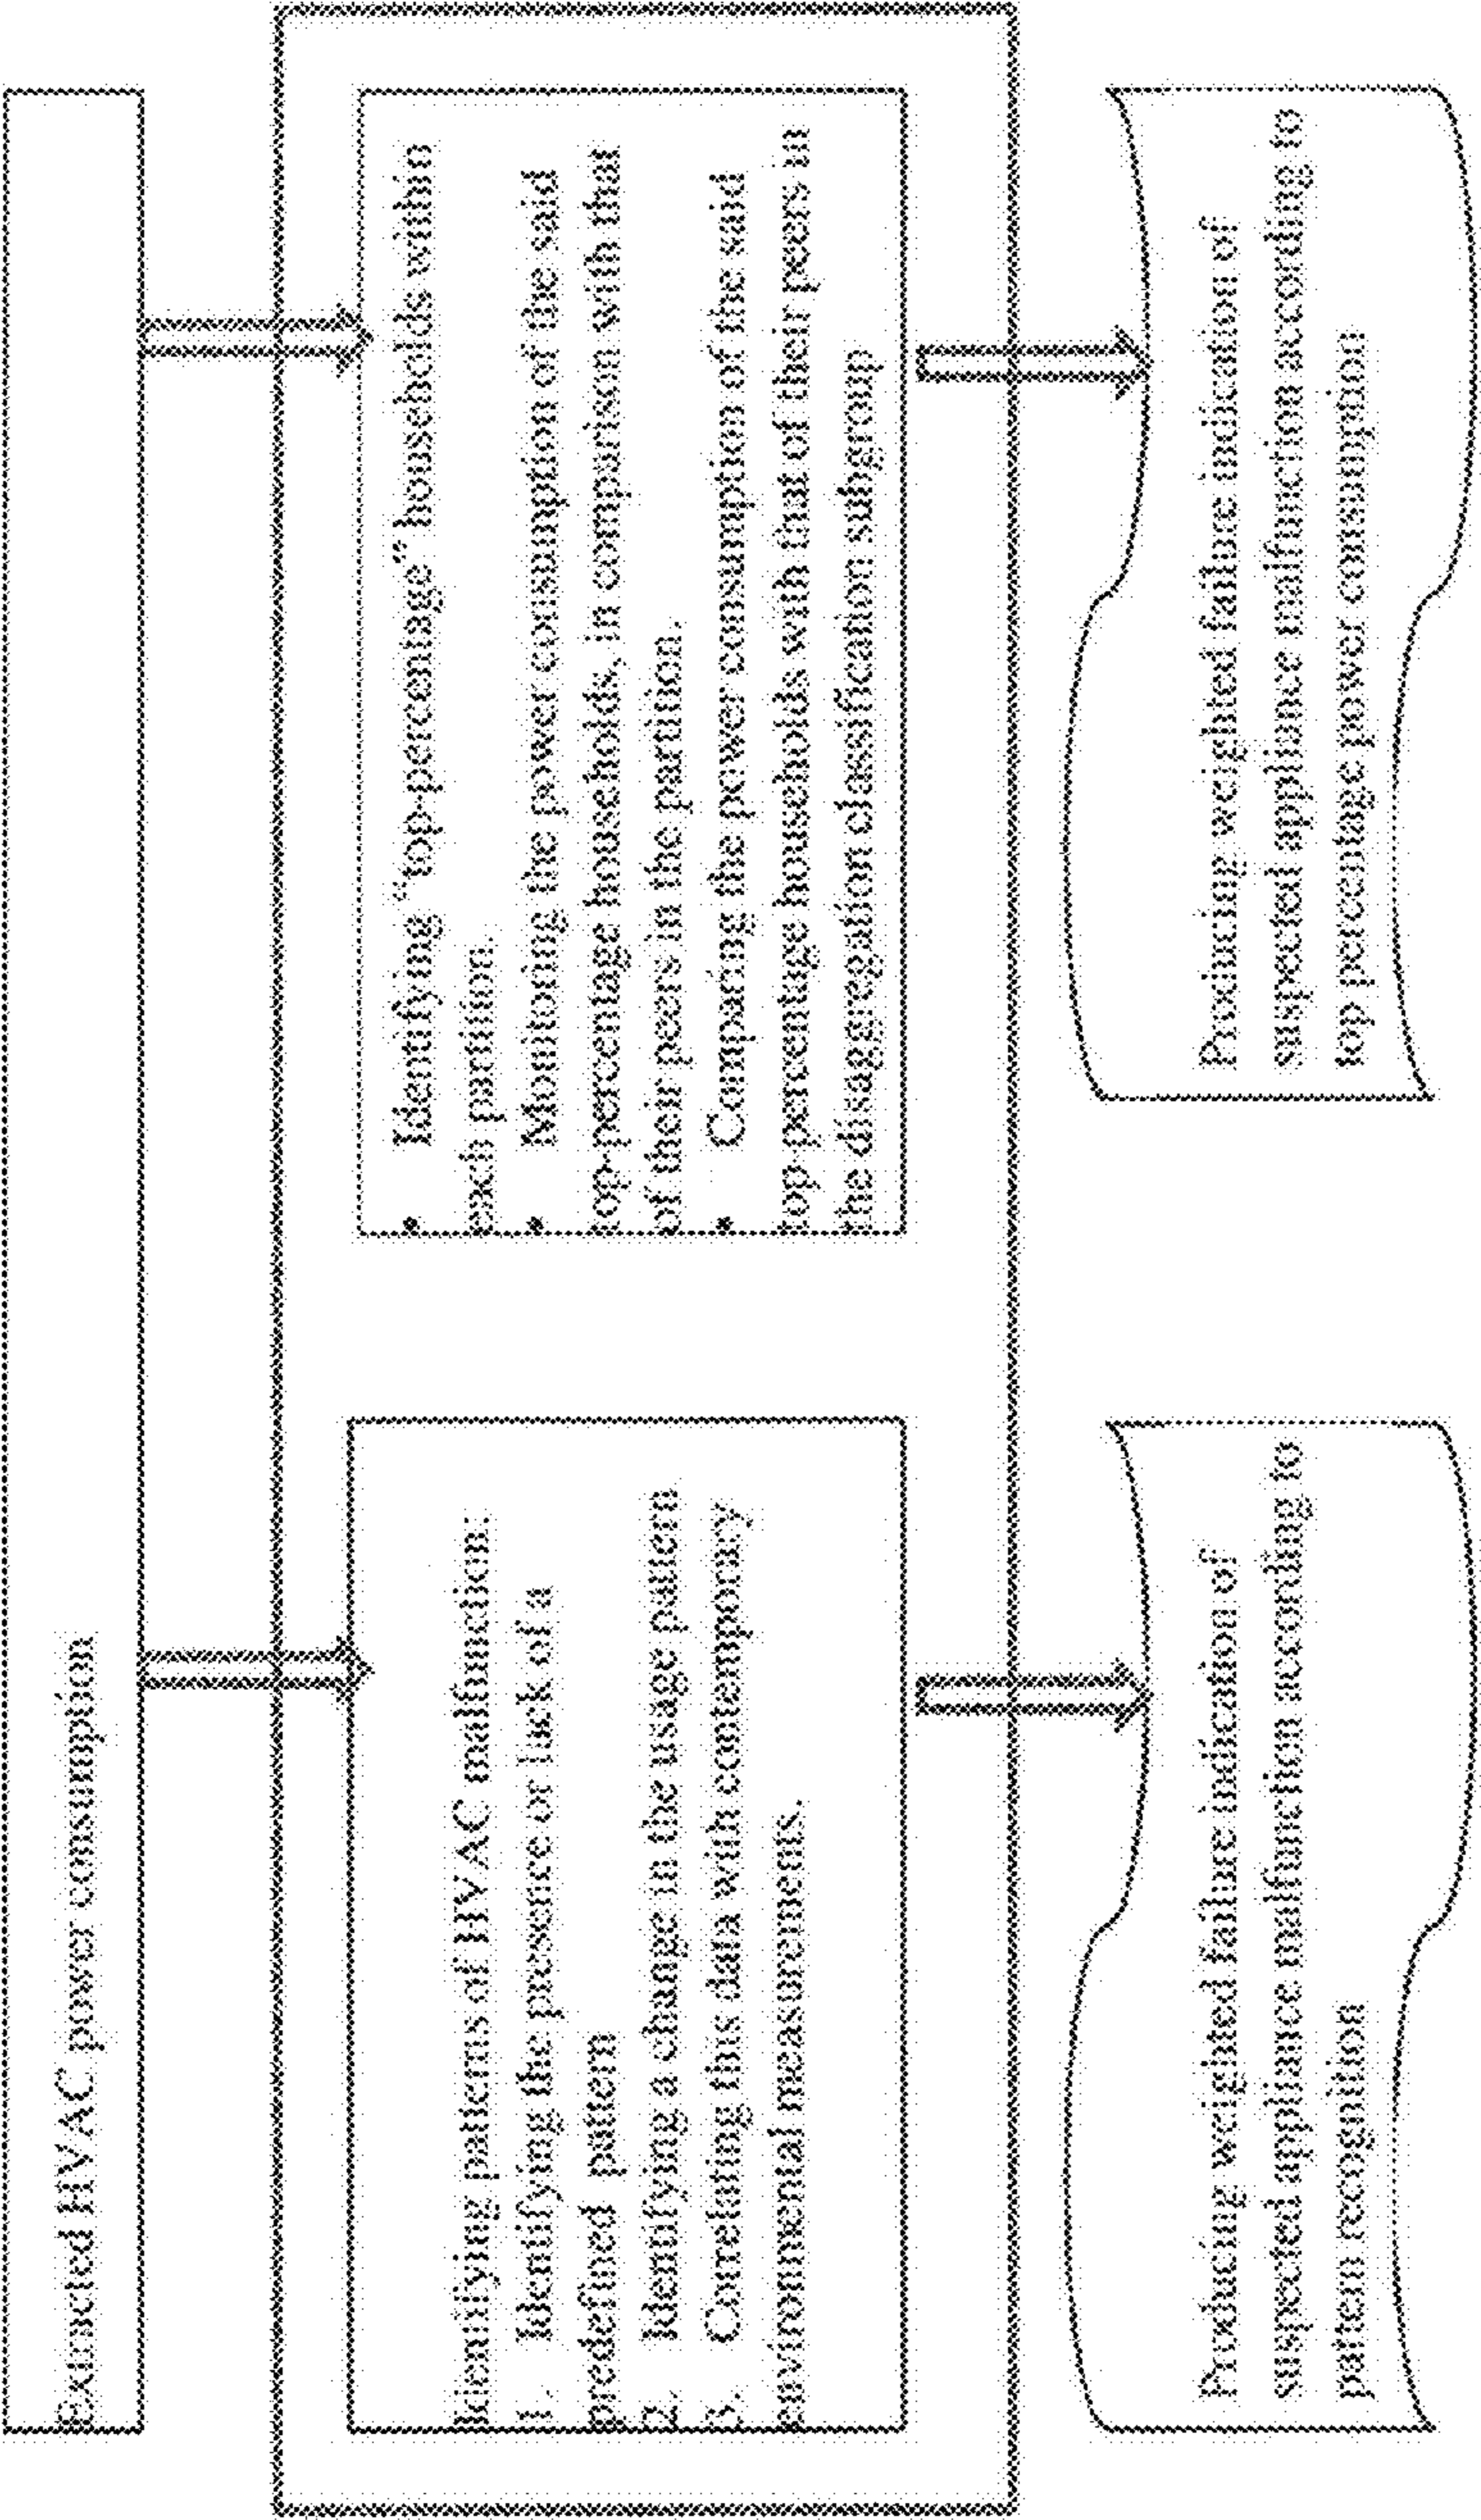 Extracted HVAC power consumption
Identifying patterns of HVAC malfunction:
1. Identifying the presence or lack of a
predefined pattern
2. Identifying a change in the usage pattern
3. Correlating this data with contemporary
environmental measurements.
• Identifying "top-percentage" households within
each partition.
• Monitoring the power consumption of the said
top-percentage households, in comparison with that
of their peers in the partition.
• Comparing the power consumption of the said
top-percentage households with that of their peers in
the disaggregation classification subgroup
Producing weighted failure indication of
suspected appliance malfunction according to
pattern recognition
Producing weighted failure indication of
suspected appliance malfunction according to
top percentage power consumption